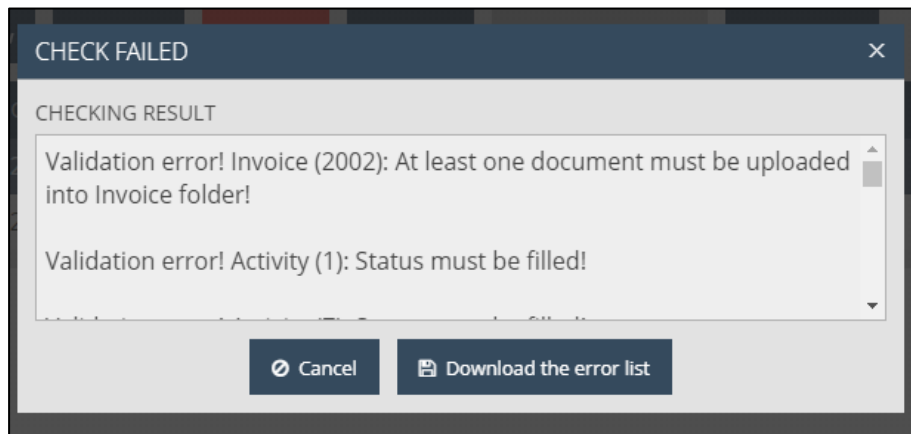 CHECK FAILED
CHECKING RESULT
Validation error! Invoice (2002): At least one document must be uploaded
into Invoice folder!
Validation error! Activity (1): Status must be filled!
Cancel
Download the error list